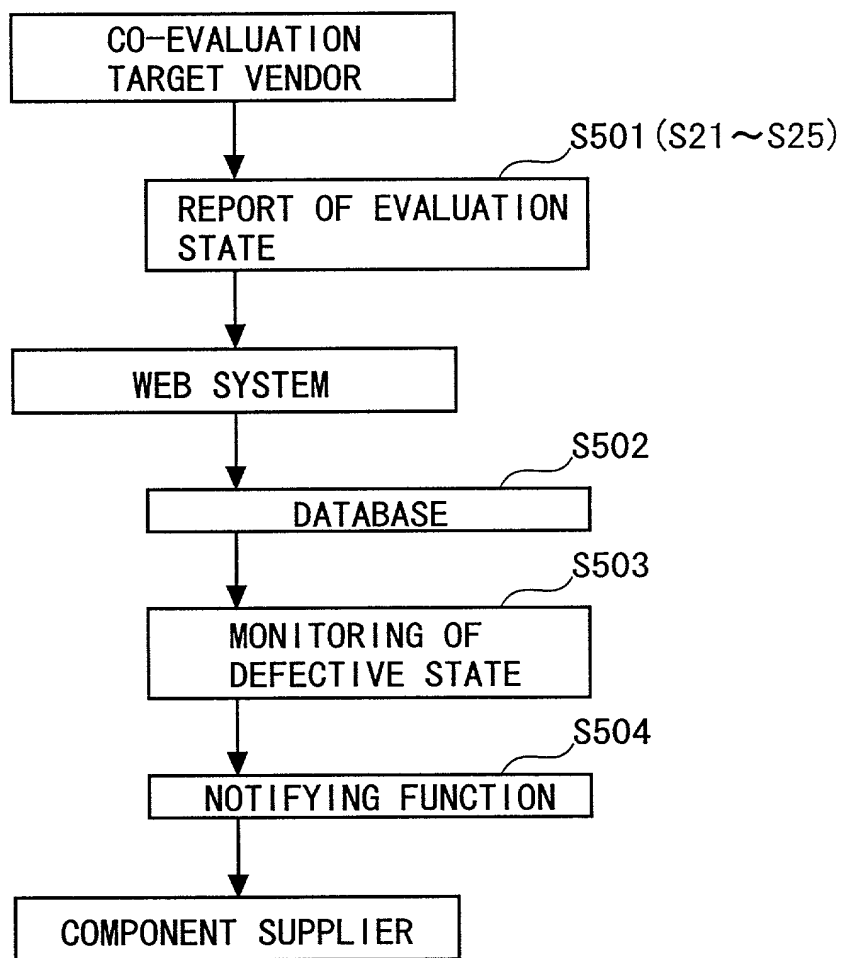 CO-EVALUATION
TARGET VENDOR
S501(S21〜S25)
REPORT OF EVALUATION
STATE
WEB SYSTEM
S502
DATABASE
S503
MONITORING OF
DEFECTIVE STATE
S504
NOTIFYING FUNCTION
COMPONENT SUPPLIER